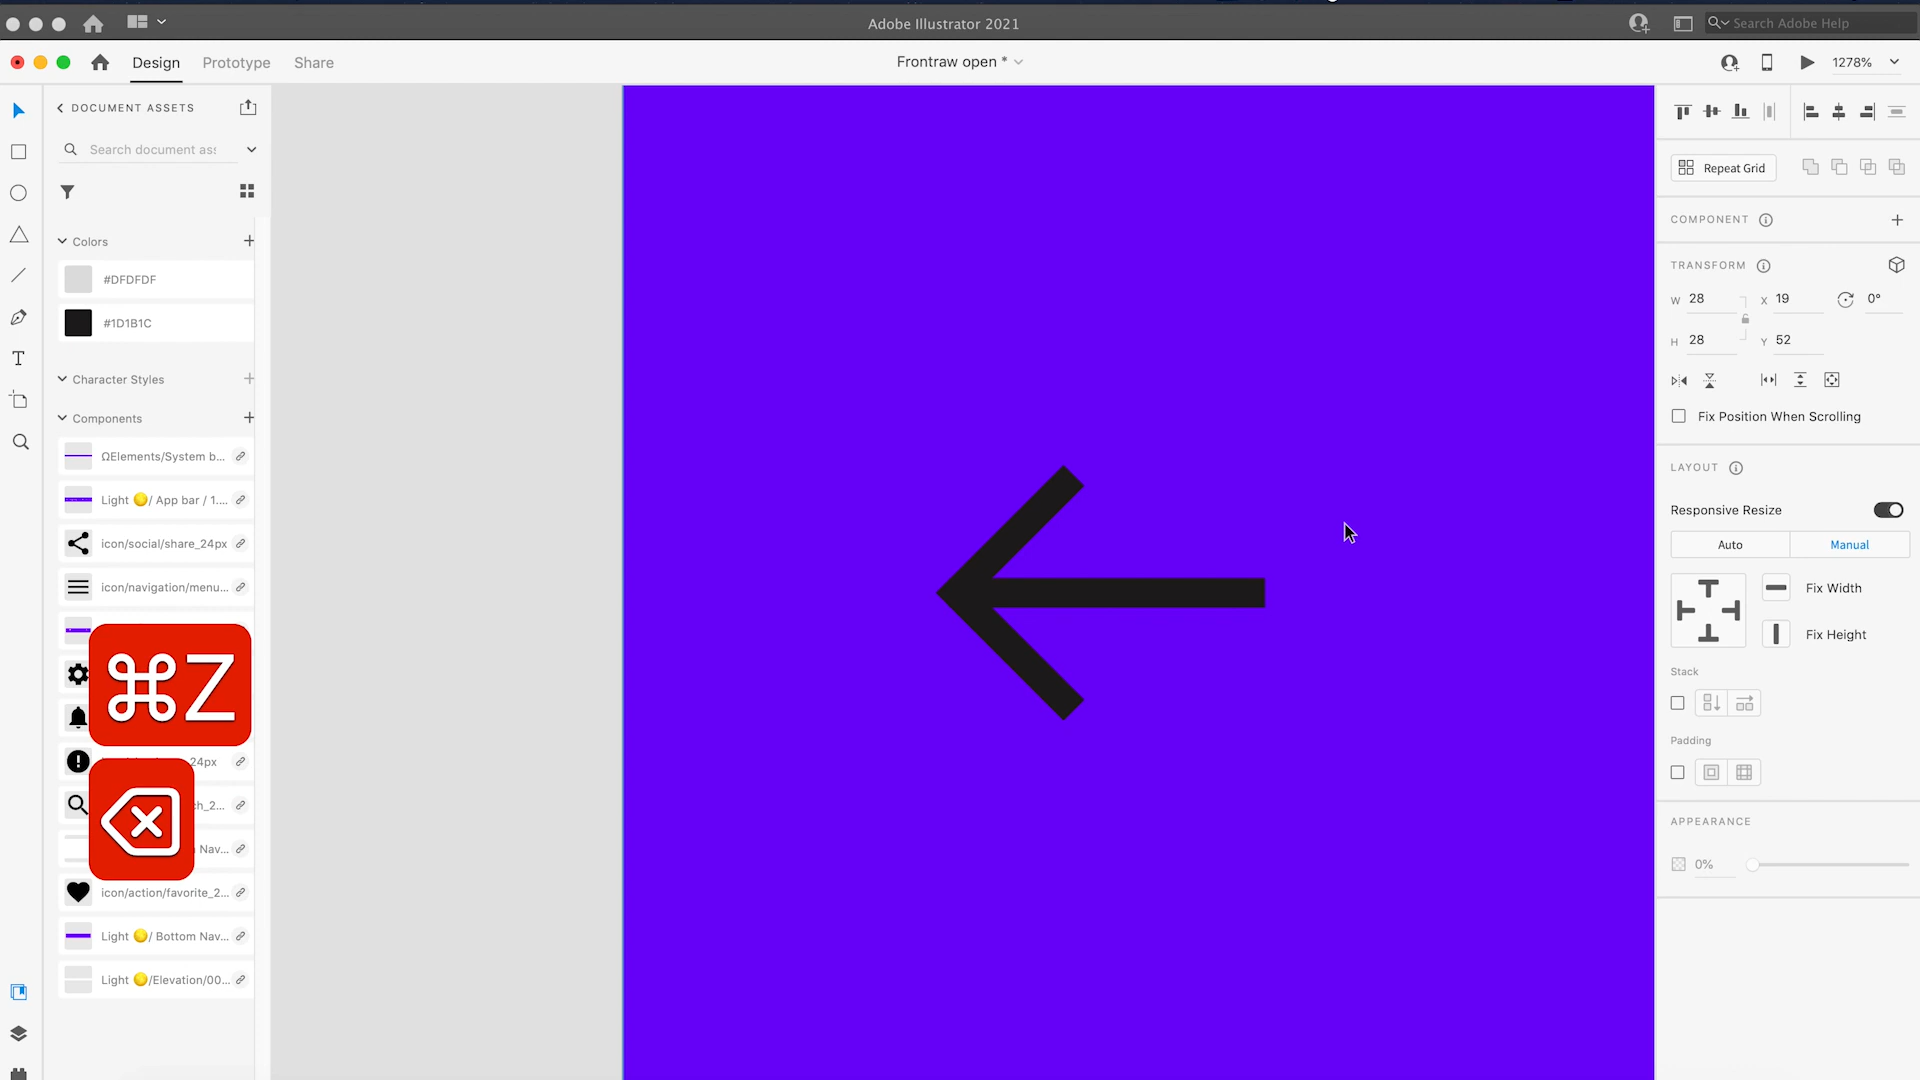 Adobe Illustrator 2021
Search Adobe Help
Design
Prototype
Share
Frontraw open *
1278%
DOCUMENT ASSETS
Search document ass
Colors
#DFDFDF
#1D1B1C
Character Styles
Components
ΩElements/System b...
Light 🟡/ App bar / 1....
icon/social/share_24px
icon/navigation/menu...
⌘Z
_24px
ch_2...
Nav...
icon/action/favorite_2...
Light 🟡/ Bottom Nav...
Light 🟡/Elevation/00...
Repeat Grid
COMPONENT
TRANSFORM
W 28
X 19
0°
H 28
Y 52
Fix Position When Scrolling
LAYOUT
Responsive Resize
Auto
Manual
Fix Width
Fix Height
Stack
Padding
APPEARANCE
0%